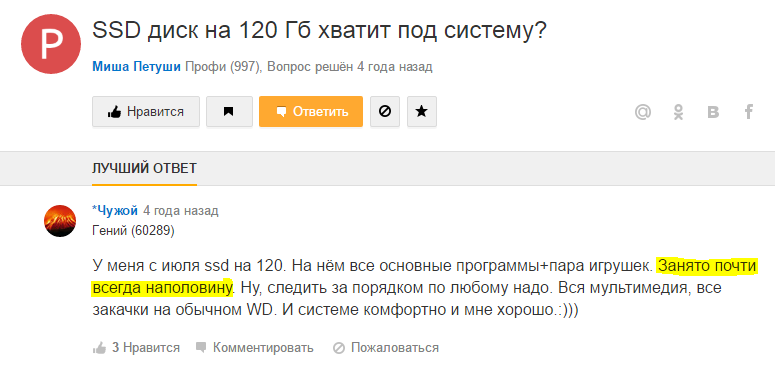 P
SSD диск на 120 Гб хватит под систему?
Миша Петуши Профи (997), Вопрос решён 4 года назад
Нравится Ответить
ЛУЧШИЙ ОТВЕТ
*Чужой 4 года назад
Гений (60289)
У меня с июля ssd на 120. На нём все основные программы+пара игрушек. Занято почти
всегда наполовину. Ну, следить за порядком по любому надо. Вся мультимедия, все
закачки на обычном WD. И системе комфортно и мне хорошо.:)))
3 Нравится Комментировать Пожаловаться